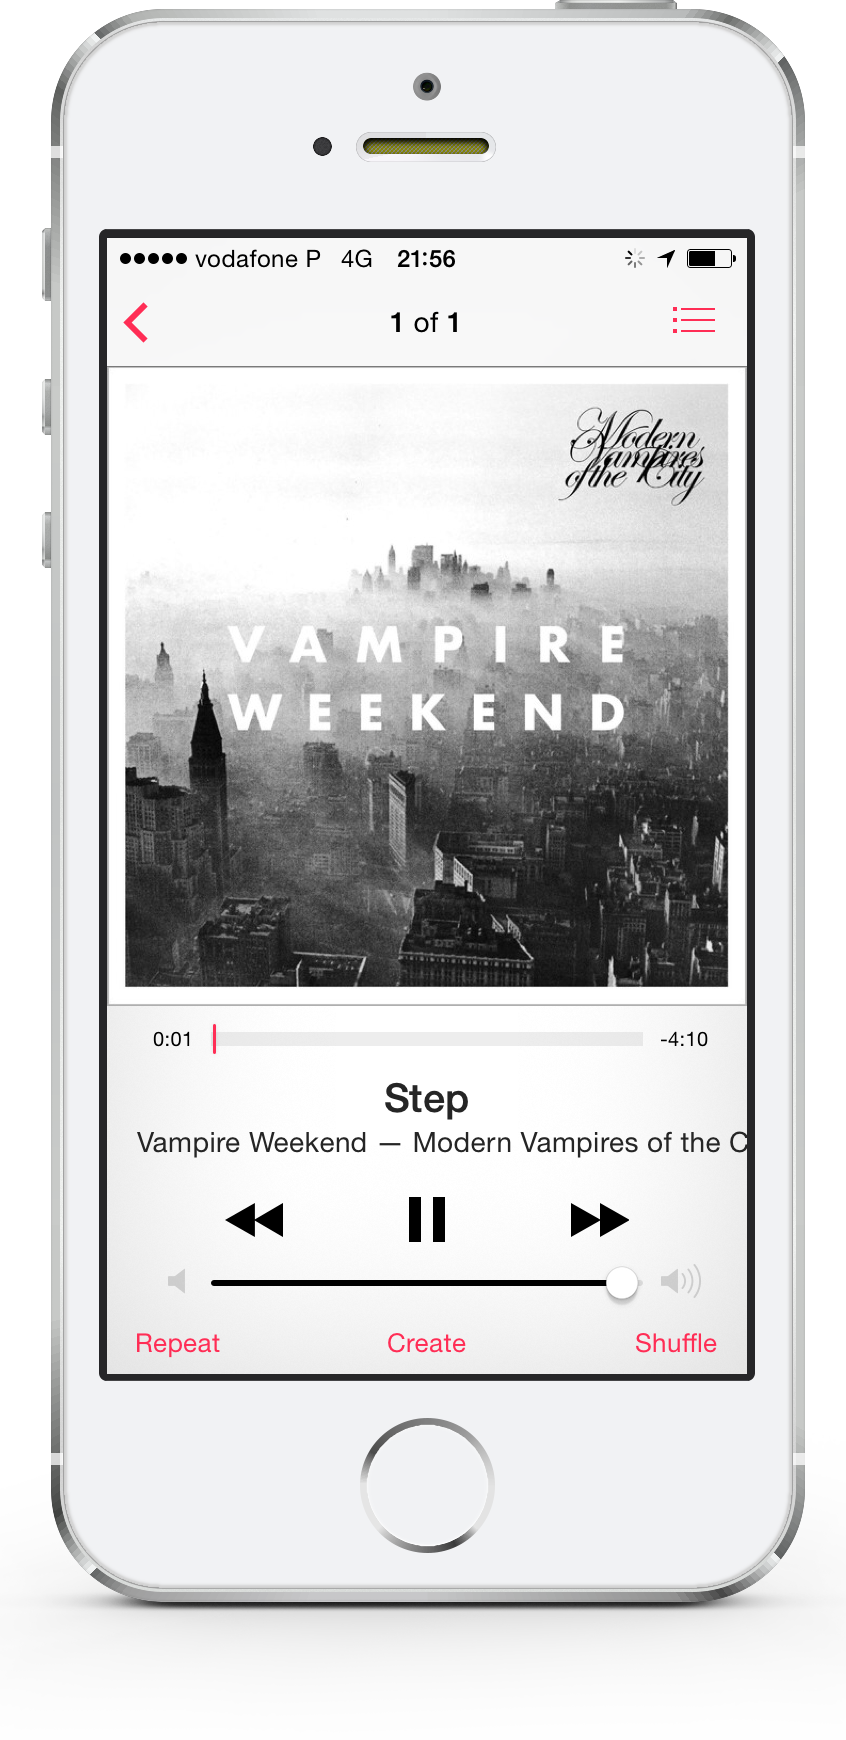 vodafone P 4G 21:56
1 of 1
Modern
Vampires
of the City
VAMPIRE
WEEKEND
0:01 -4:10
Step
Vampire Weekend — Modern Vampires of the C
Repeat Create Shuffle